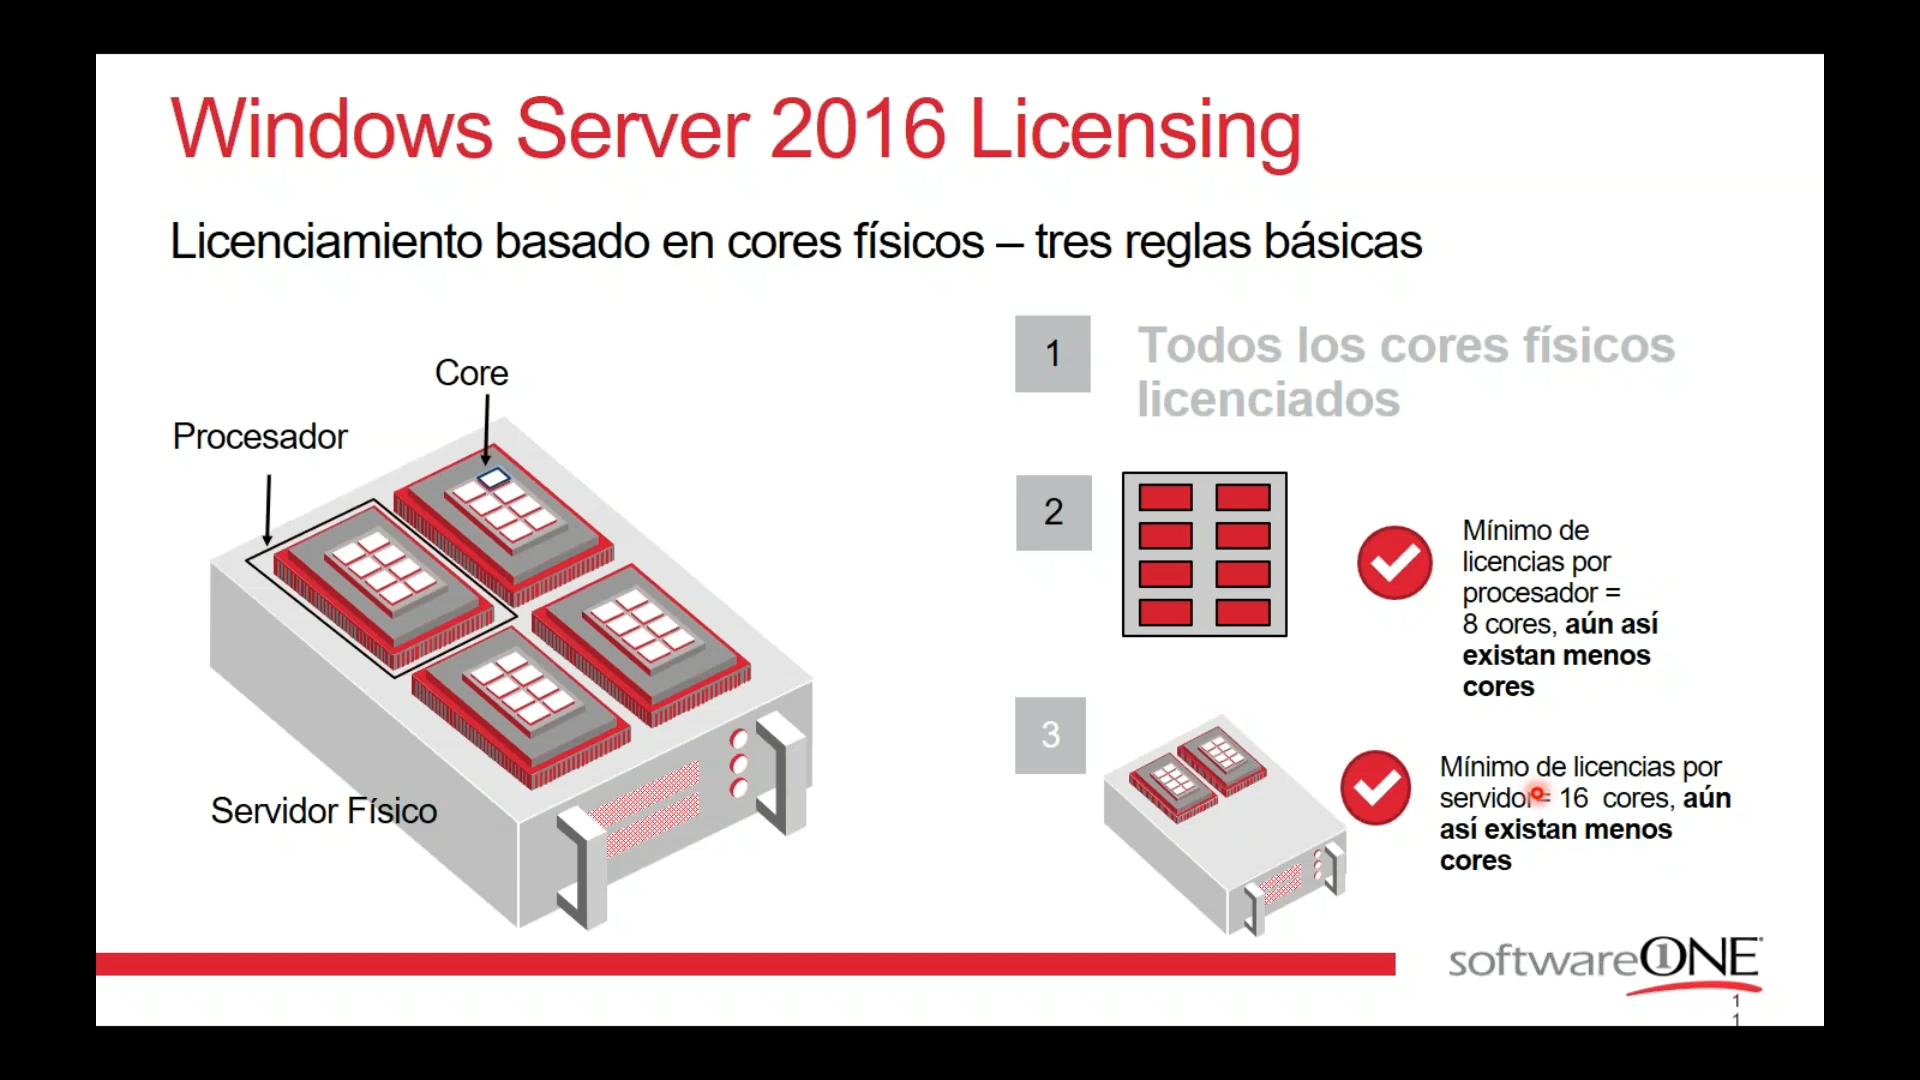 Windows Server 2016 Licensing
Licenciamiento basado en cores físicos – tres reglas básicas
Core
Procesador
Servidor Físico
1
Todos los cores físicos
licenciados
2
Mínimo de
licencias por
procesador =
8 cores, aún así
existan menos
cores
3
Mínimo de licencias por
servidor= 16 cores, aún
así existan menos
cores
softwareONE
1
1